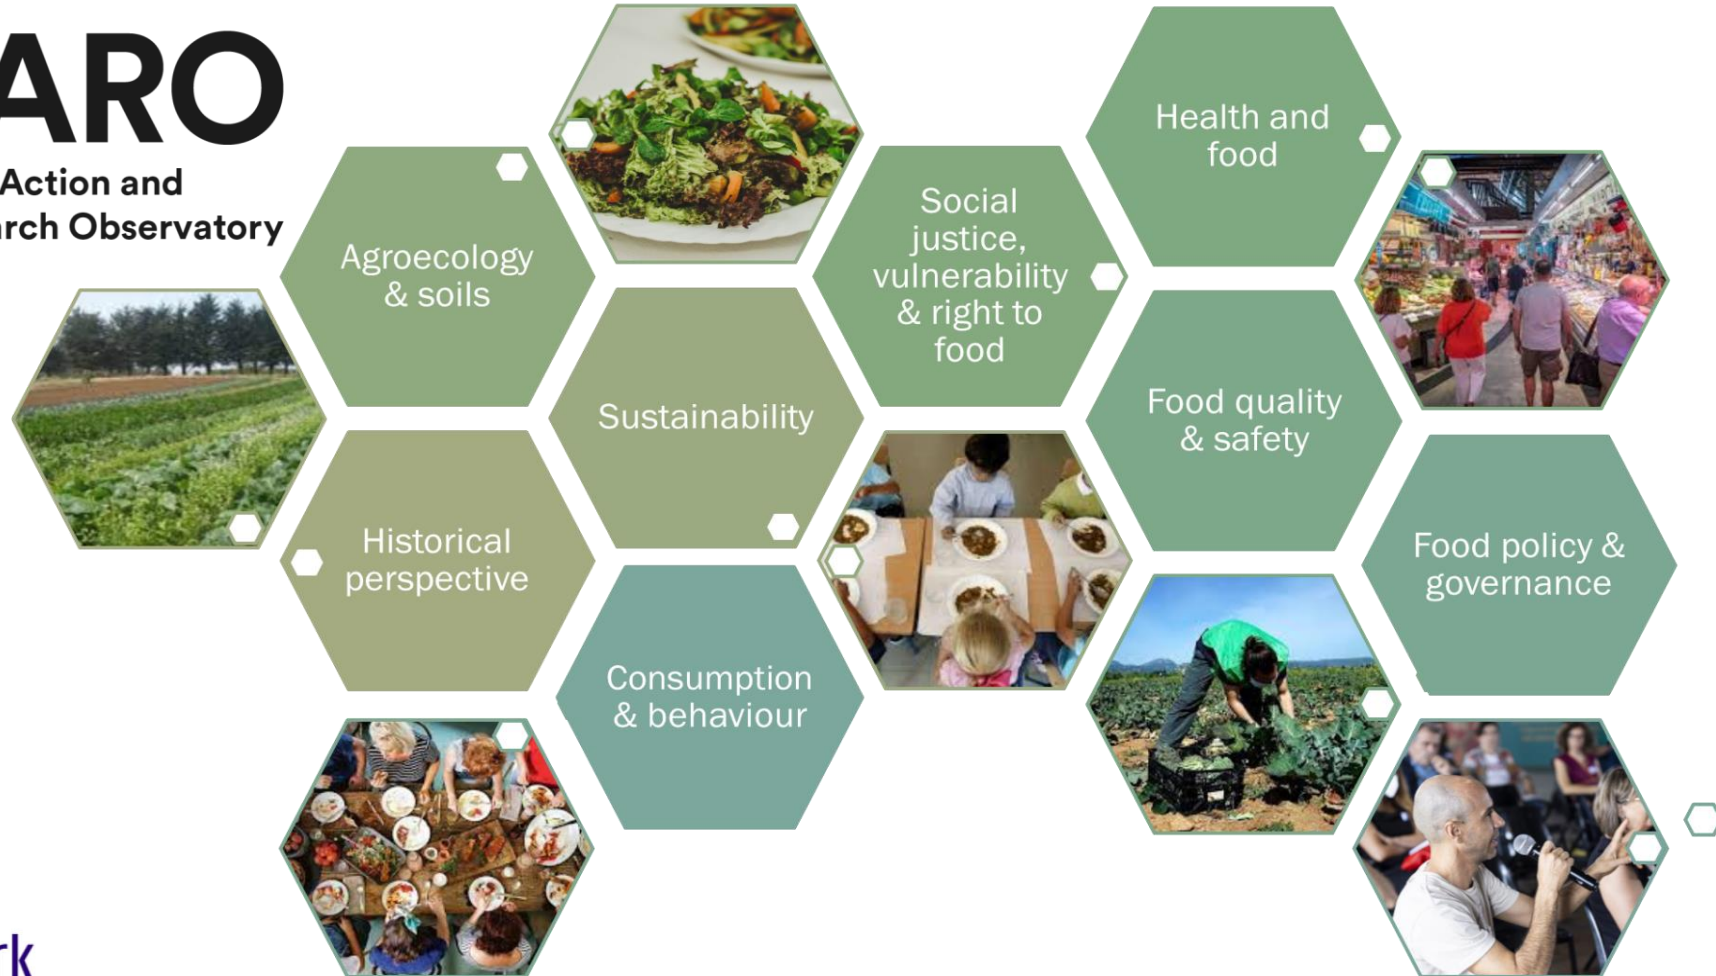 ARO
Action and
arch Observatory
Agroecology
& soils
Social
justice,
vulnerability
& right to
food
Health and
food
Sustainability
Food quality
& safety
Historical
perspective
Food policy &
governance
Consumption
& behaviour
rk